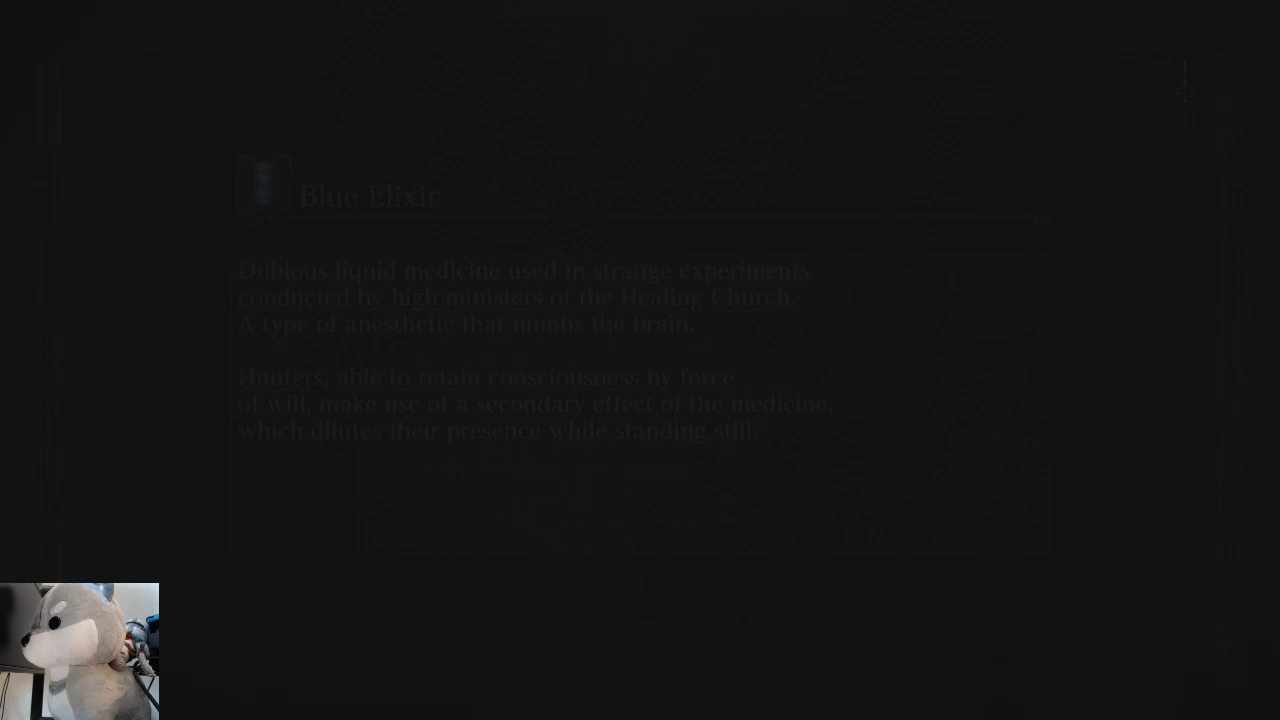 Blue Elixir
Dubious liquid medicine used in strange experiments
conducted by high ministers of the Healing Church.
A type of anesthetic that numbs the brain.
Hunters, able to retain consciousness by force
of will, make use of a secondary effect of the medicine,
which dilutes their presence while standing still.